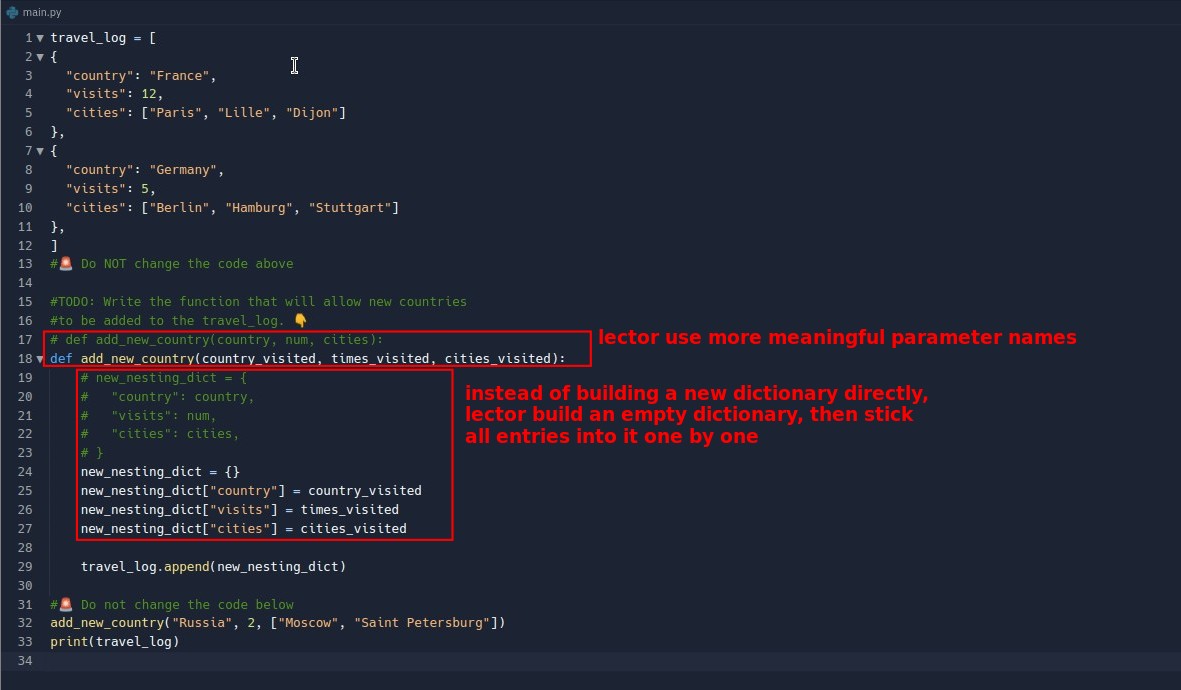 main.py
1 travel_log = [
2 {
3   "country": "France",
4   "visits": 12,
5   "cities": ["Paris", "Lille", "Dijon"]
6 },
7 {
8   "country": "Germany",
9   "visits": 5,
10   "cities": ["Berlin", "Hamburg", "Stuttgart"]
11 },
12 ]
13 #🚨 Do NOT change the code above
14
15 #TODO: Write the function that will allow new countries
16 #to be added to the travel_log. 👇
17 # def add_new_country(country, num, cities):
lector use more meaningful parameter names
18 def add_new_country(country_visited, times_visited, cities_visited):
19     # new_nesting_dict = {
20     #   "country": country,
21     #   "visits": num,
22     #   "cities": cities,
23     # }
instead of building a new dictionary directly,
lector build an empty dictionary, then stick
all entries into it one by one
24     new_nesting_dict = {}
25     new_nesting_dict["country"] = country_visited
26     new_nesting_dict["visits"] = times_visited
27     new_nesting_dict["cities"] = cities_visited
28
29     travel_log.append(new_nesting_dict)
30
31 #🚨 Do not change the code below
32 add_new_country("Russia", 2, ["Moscow", "Saint Petersburg"])
33 print(travel_log)
34